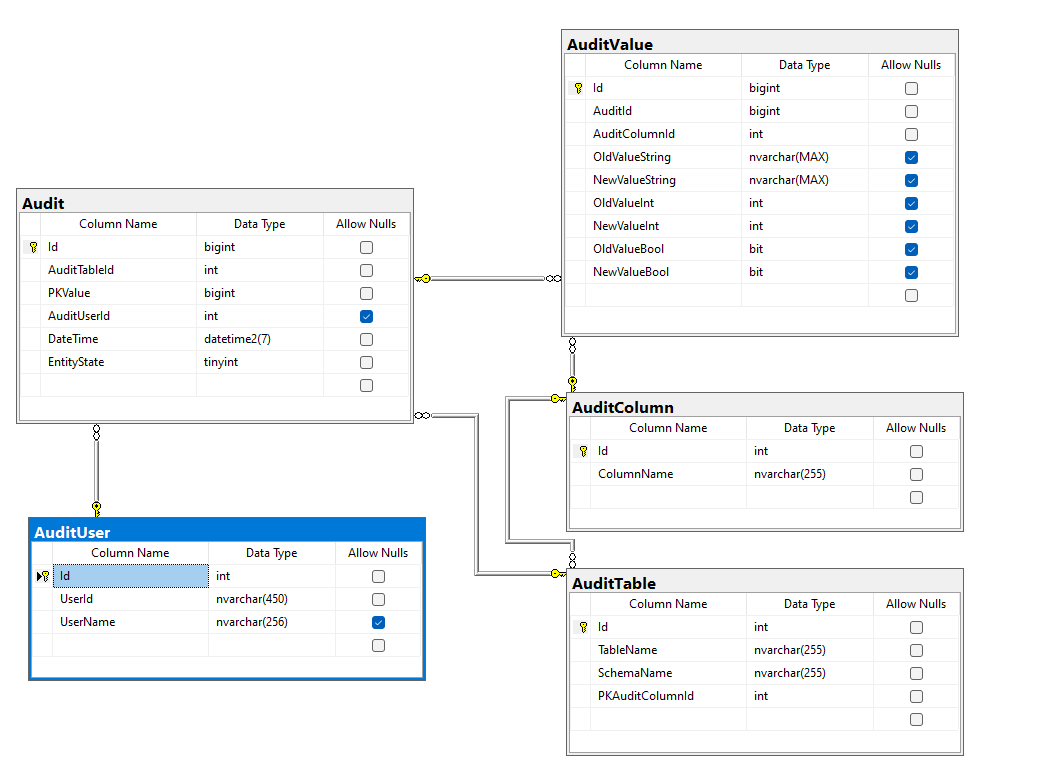 AuditValue
Column Name Data Type Allow Nulls
Id bigint
AuditId bigint
AuditColumnId int
OldValueString nvarchar(MAX)
NewValueString nvarchar(MAX)
OldValueInt int
NewValueInt int
OldValueBool bit
NewValueBool bit
Audit
Column Name Data Type Allow Nulls
Id bigint
AuditTableId int
PKValue bigint
AuditUserId int
DateTime datetime2(7)
EntityState tinyint
AuditColumn
Column Name Data Type Allow Nulls
Id int
ColumnName nvarchar(255)
AuditUser
Column Name Data Type Allow Nulls
Id int
UserId nvarchar(450)
UserName nvarchar(256)
AuditTable
Column Name Data Type Allow Nulls
Id int
TableName nvarchar(255)
SchemaName nvarchar(255)
PKAuditColumnId int